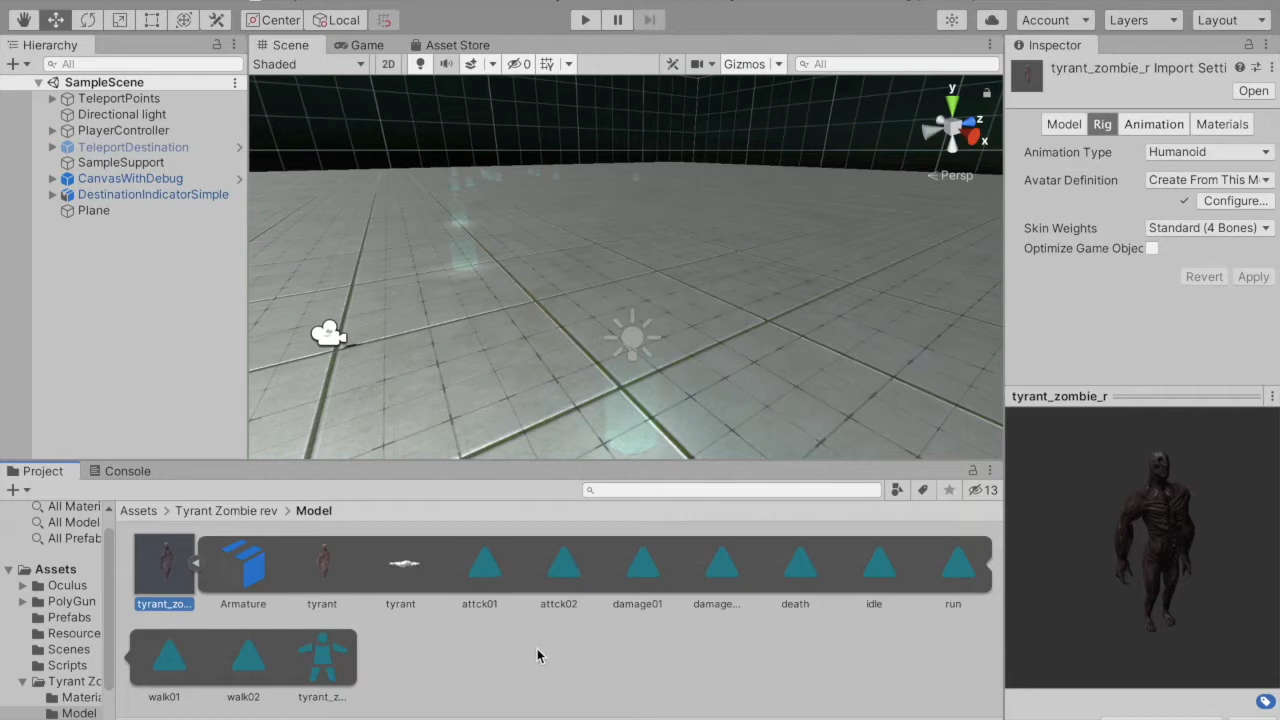 Center Local Account Layers Layout
Hierarchy Scene Game Asset Store Inspector
All Shaded 2D 0 Gizmos All tyrant_zombie_r Import Setti
SampleScene
TeleportPoints
Directional light
PlayerController
TeleportDestination
SampleSupport
CanvasWithDebug
DestinationIndicatorSimple
Plane
y
z
x
Persp
Open
Model Rig Animation Materials
Animation Type Humanoid
Avatar Definition Create From This M
Configure...
Skin Weights Standard (4 Bones)
Optimize Game Objec
Revert Apply
tyrant_zombie_r
Project Console
13
All Materi
All Model
All Prefab
Assets
Oculus
PolyGun
Prefabs
Resource
Scenes
Scripts
Tyrant Zo
Materia
Model
Assets > Tyrant Zombie rev > Model
tyrant_zo... Armature tyrant tyrant attck01 attck02 damage01 damage... death idle run
walk01 walk02 tyrant_z...